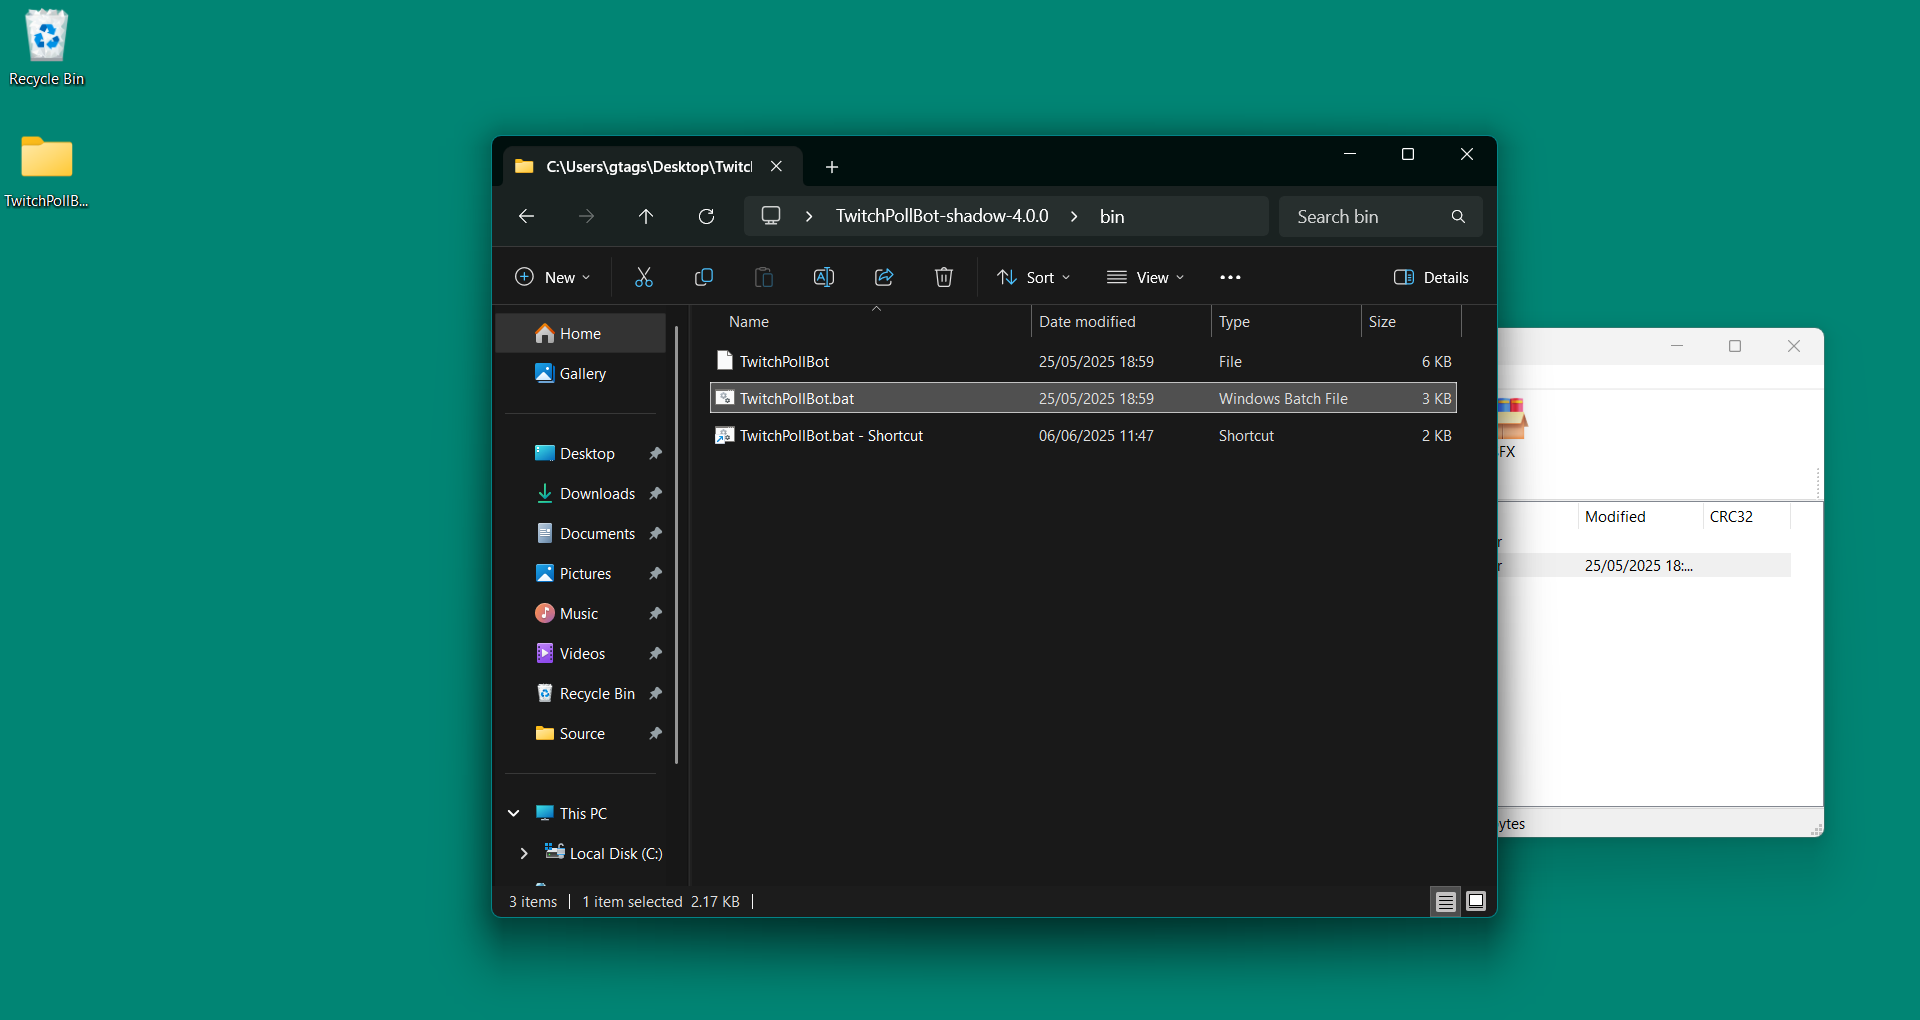 Recycle Bin
TwitchPollB...
C:\Users\gtags\Desktop\Twitc
TwitchPollBot-shadow-4.0.0
bin
Search bin
New
Sort
View
Details
Name
Date modified
Type
Size
TwitchPollBot 25/05/2025 18:59 File 6 KB
TwitchPollBot.bat 25/05/2025 18:59 Windows Batch File 3 KB
TwitchPollBot.bat - Shortcut 06/06/2025 11:47 Shortcut 2 KB
Home
Gallery
Desktop
Downloads
Documents
Pictures
Music
Videos
Recycle Bin
Source
This PC
Local Disk (C:)
3 items
1 item selected 2.17 KB
FX
Modified
CRC32
r
r 25/05/2025 18:...
ytes